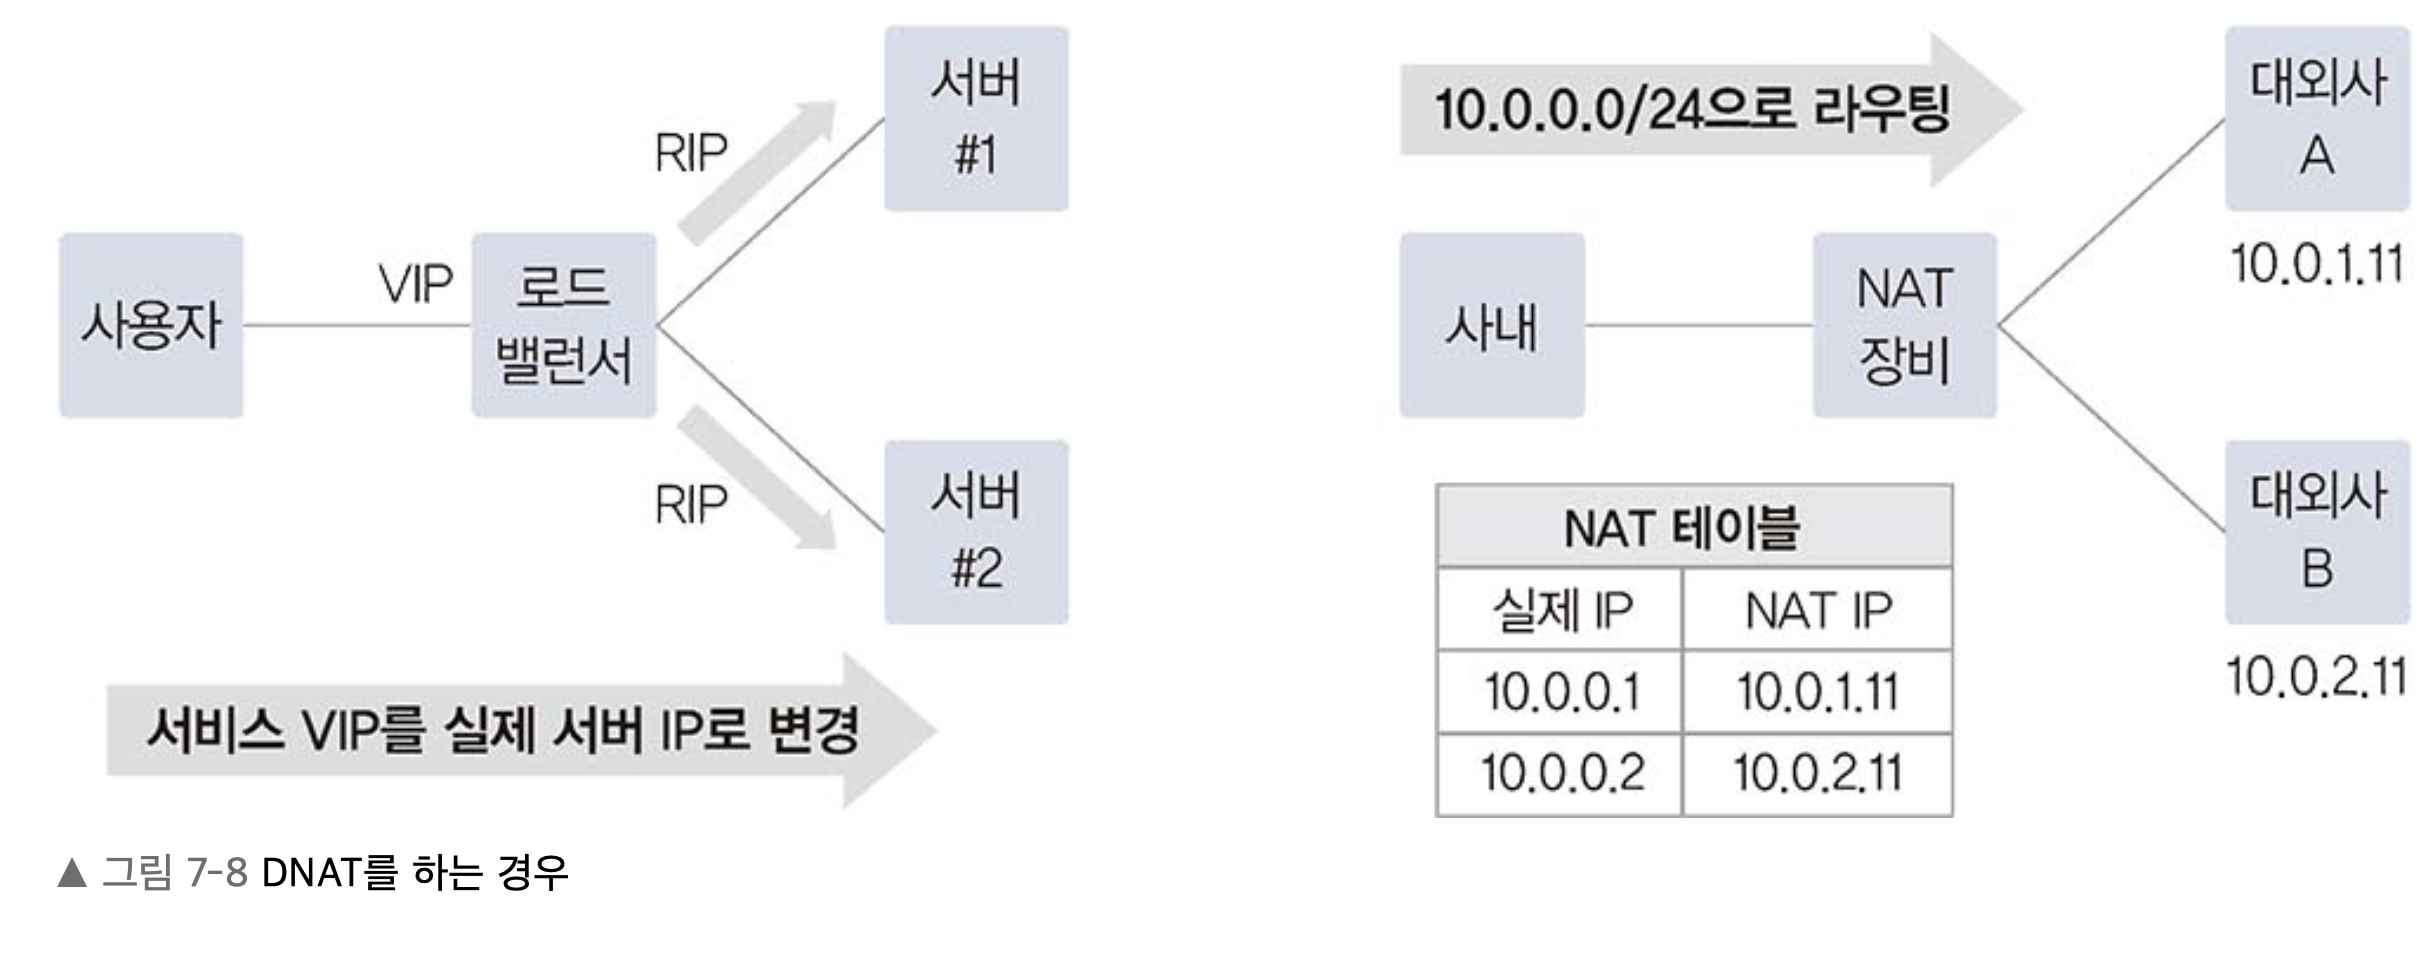 사용자
VIP
로드
밸런서
RIP
서버
#1
RIP
서버
#2
서비스 VIP를 실제 서버 IP로 변경
10.0.0.0/24으로 라우팅
사내
NAT
장비
대외사
A
10.0.1.11
대외사
B
10.0.2.11
NAT 테이블
실제 IP NAT IP
10.0.0.1 10.0.1.11
10.0.0.2 10.0.2.11
▲ 그림 7-8 DNAT를 하는 경우